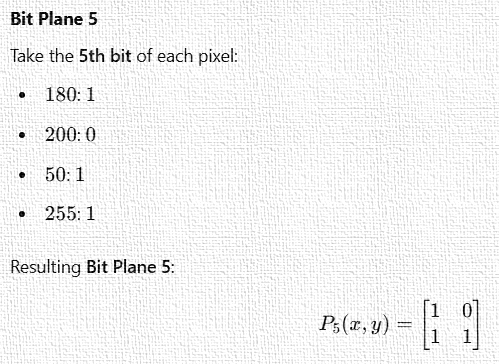 Bit Plane 5
Take the 5th bit of each pixel:
• 180: 1
• 200: 0
• 50: 1
• 255: 1
Resulting Bit Plane 5:
P₅(x, y) = [1 0
1 1]